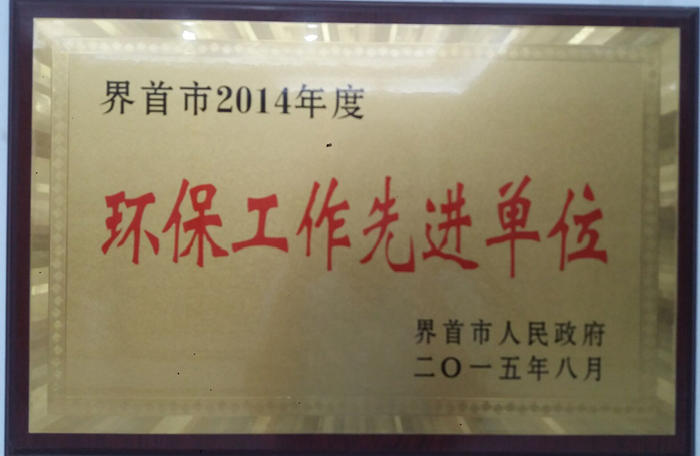 界首市2014年度
环保工作先进单位
界首市人民政府
二〇一五年八月